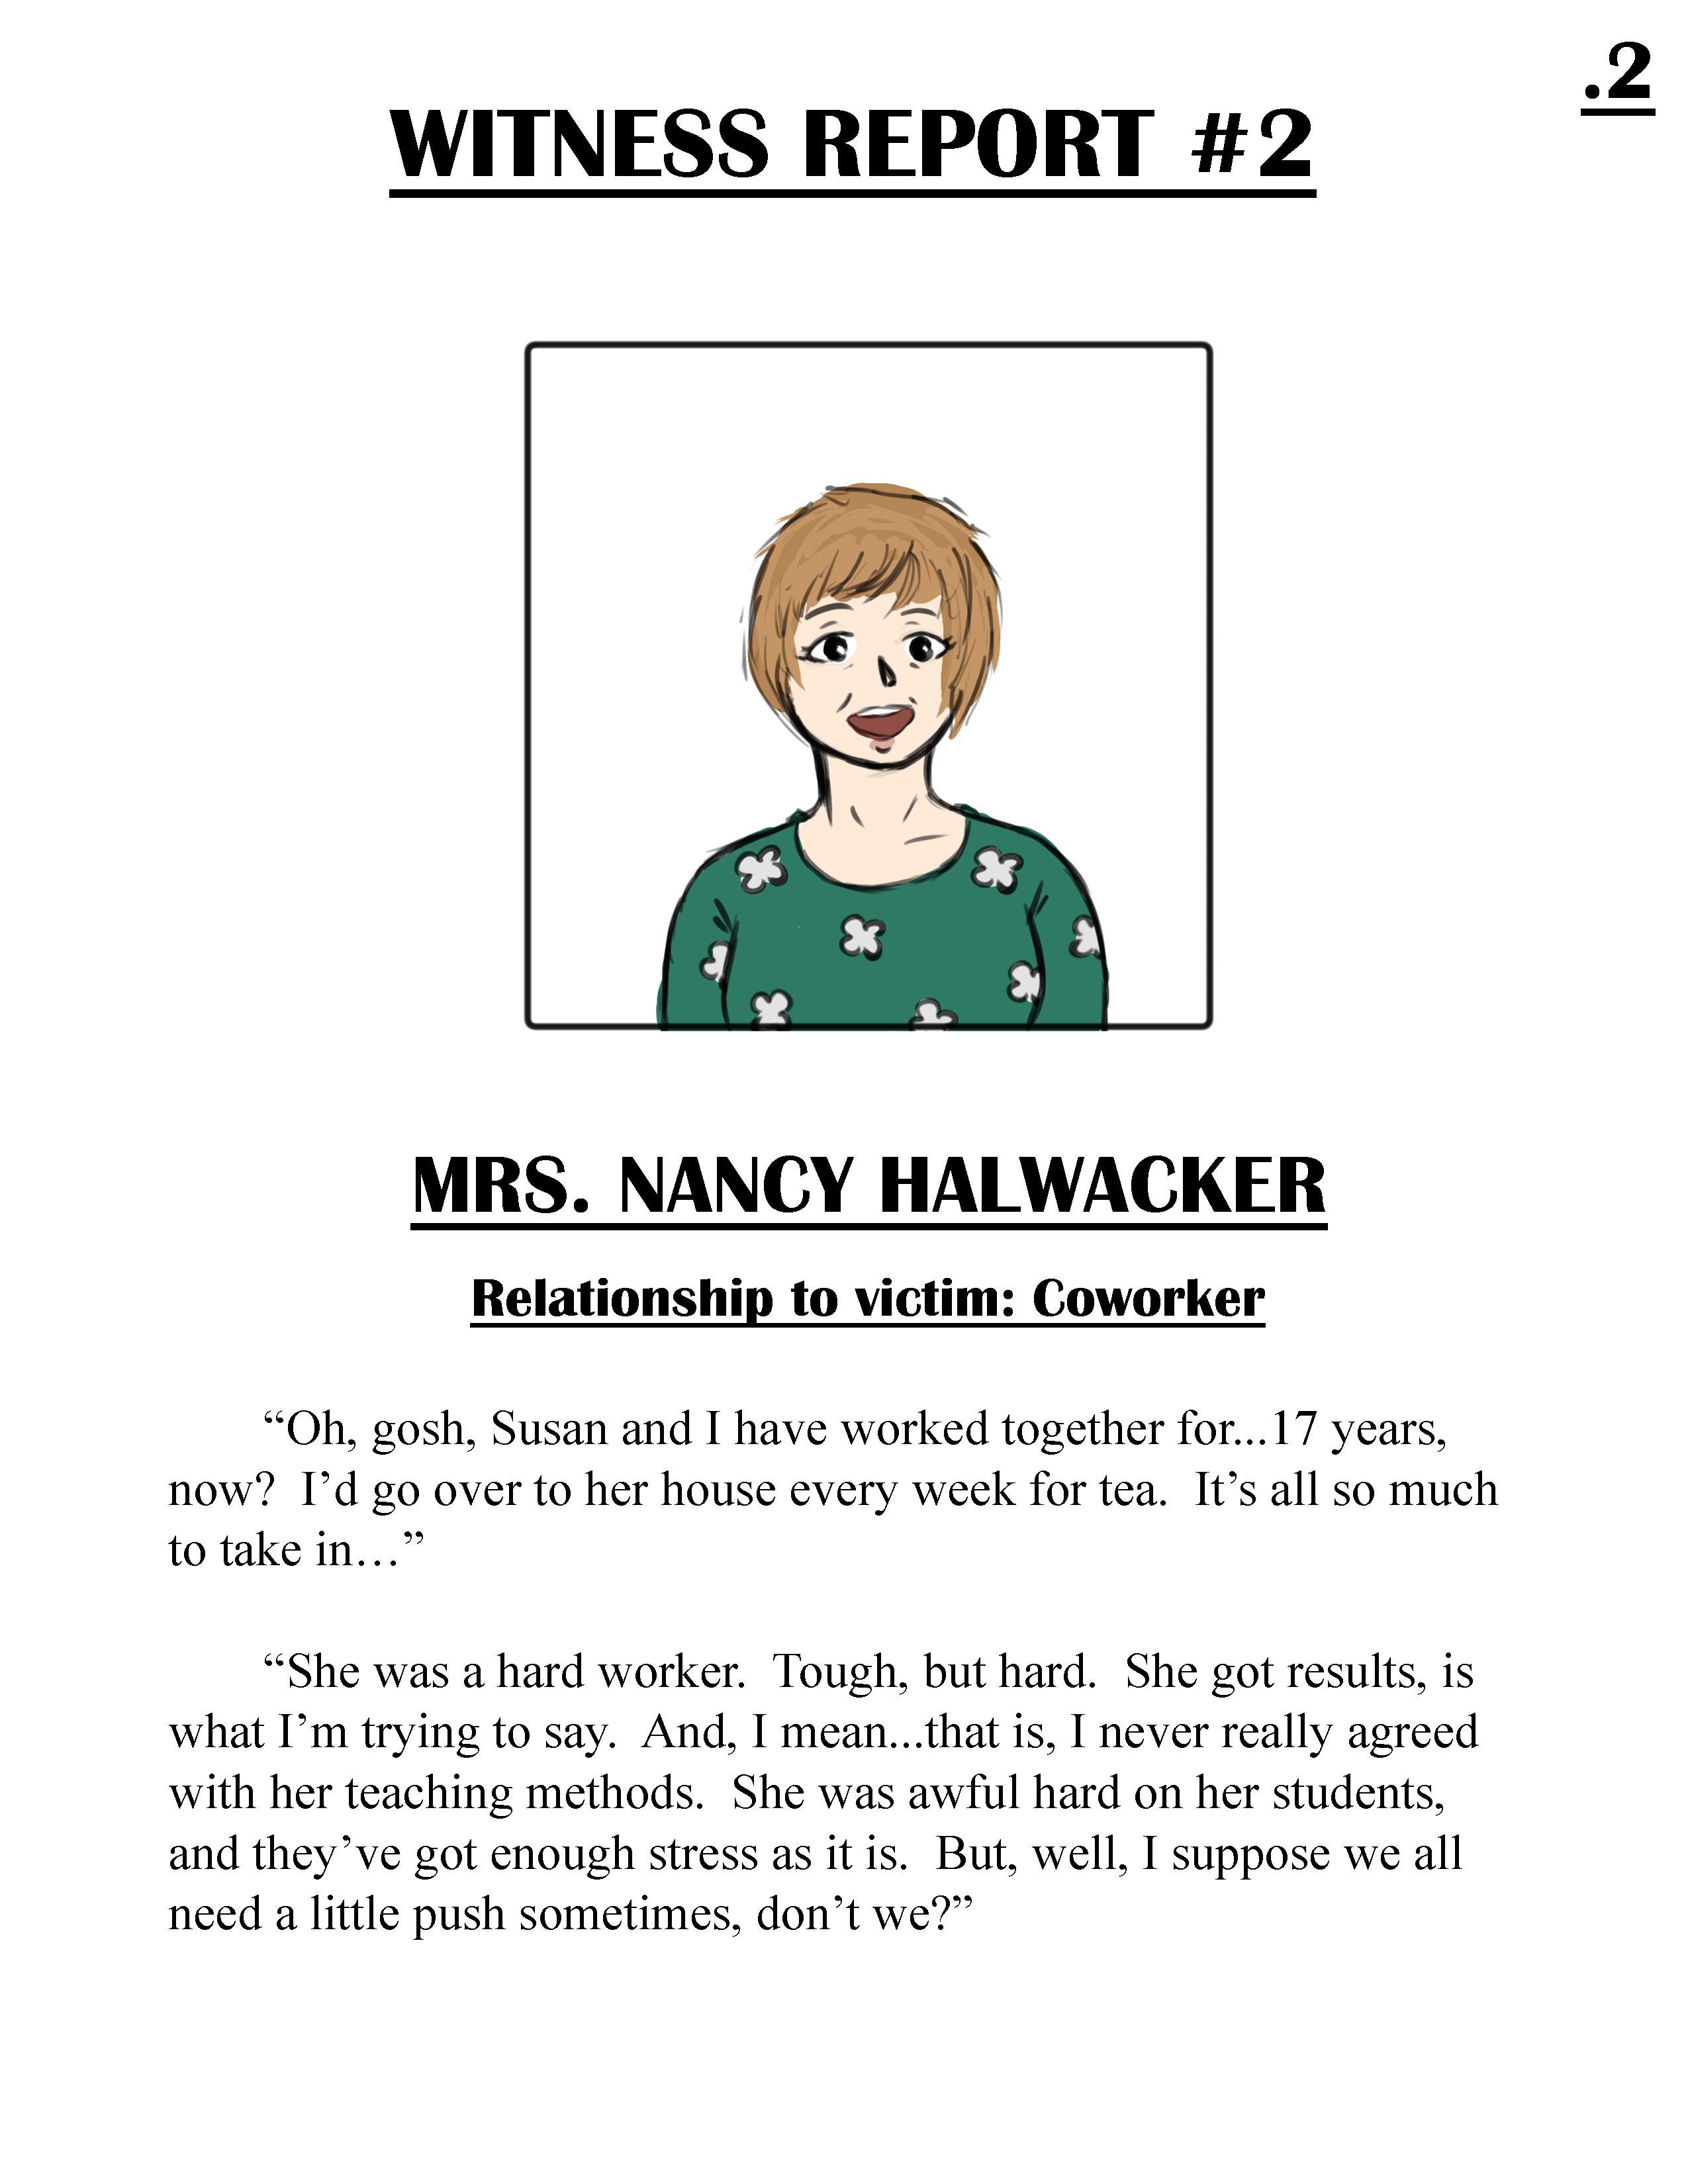 .2
WITNESS REPORT #2
MRS. NANCY HALWACKER
Relationship to victim: Coworker
“Oh, gosh, Susan and I have worked together for...17 years,
now?  I’d go over to her house every week for tea.  It’s all so much
to take in…”
“She was a hard worker.  Tough, but hard.  She got results, is
what I’m trying to say.  And, I mean...that is, I never really agreed
with her teaching methods.  She was awful hard on her students,
and they’ve got enough stress as it is.  But, well, I suppose we all
need a little push sometimes, don’t we?”